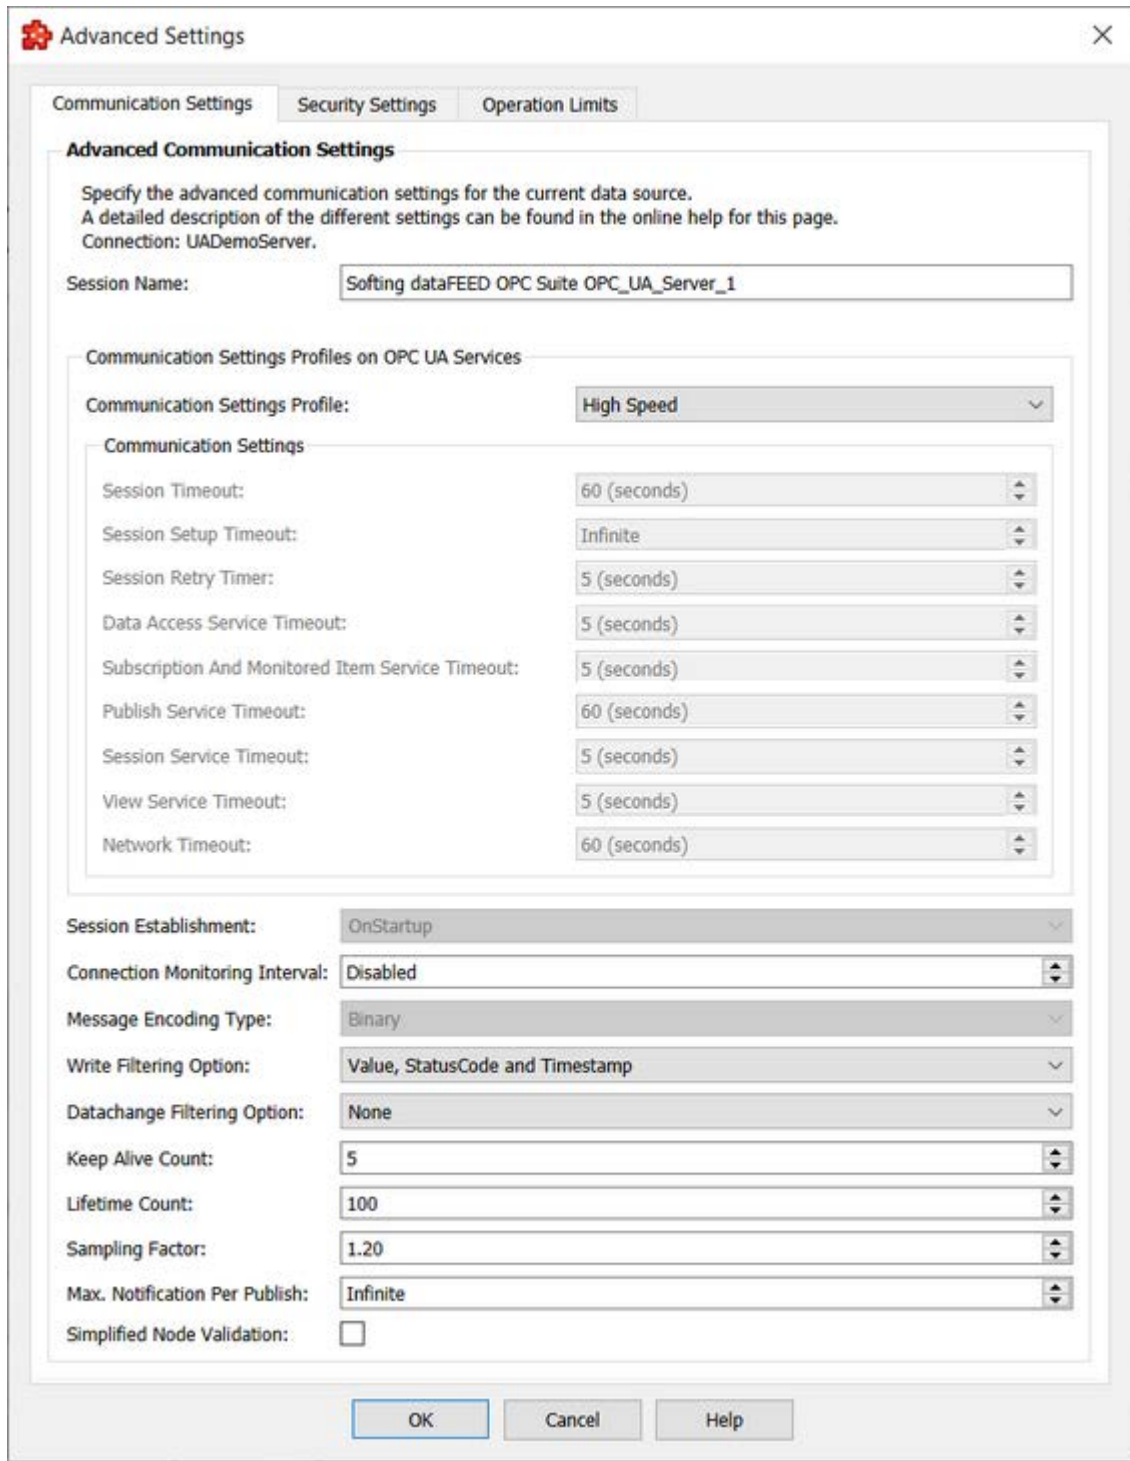 Advanced Settings
Communication Settings Security Settings Operation Limits
Advanced Communication Settings
Specify the advanced communication settings for the current data source.
A detailed description of the different settings can be found in the online help for this page.
Connection: UADemoServer.
Session Name: Softing dataFEED OPC Suite OPC_UA_Server_1
Communication Settings Profiles on OPC UA Services
Communication Settings Profile: High Speed
Communication Settings
Session Timeout: 60 (seconds)
Session Setup Timeout: Infinite
Session Retry Timer: 5 (seconds)
Data Access Service Timeout: 5 (seconds)
Subscription And Monitored Item Service Timeout: 5 (seconds)
Publish Service Timeout: 60 (seconds)
Session Service Timeout: 5 (seconds)
View Service Timeout: 5 (seconds)
Network Timeout: 60 (seconds)
Session Establishment: OnStartup
Connection Monitoring Interval: Disabled
Message Encoding Type: Binary
Write Filtering Option: Value, StatusCode and Timestamp
Datachange Filtering Option: None
Keep Alive Count: 5
Lifetime Count: 100
Sampling Factor: 1.20
Max. Notification Per Publish: Infinite
Simplified Node Validation:
OK Cancel Help